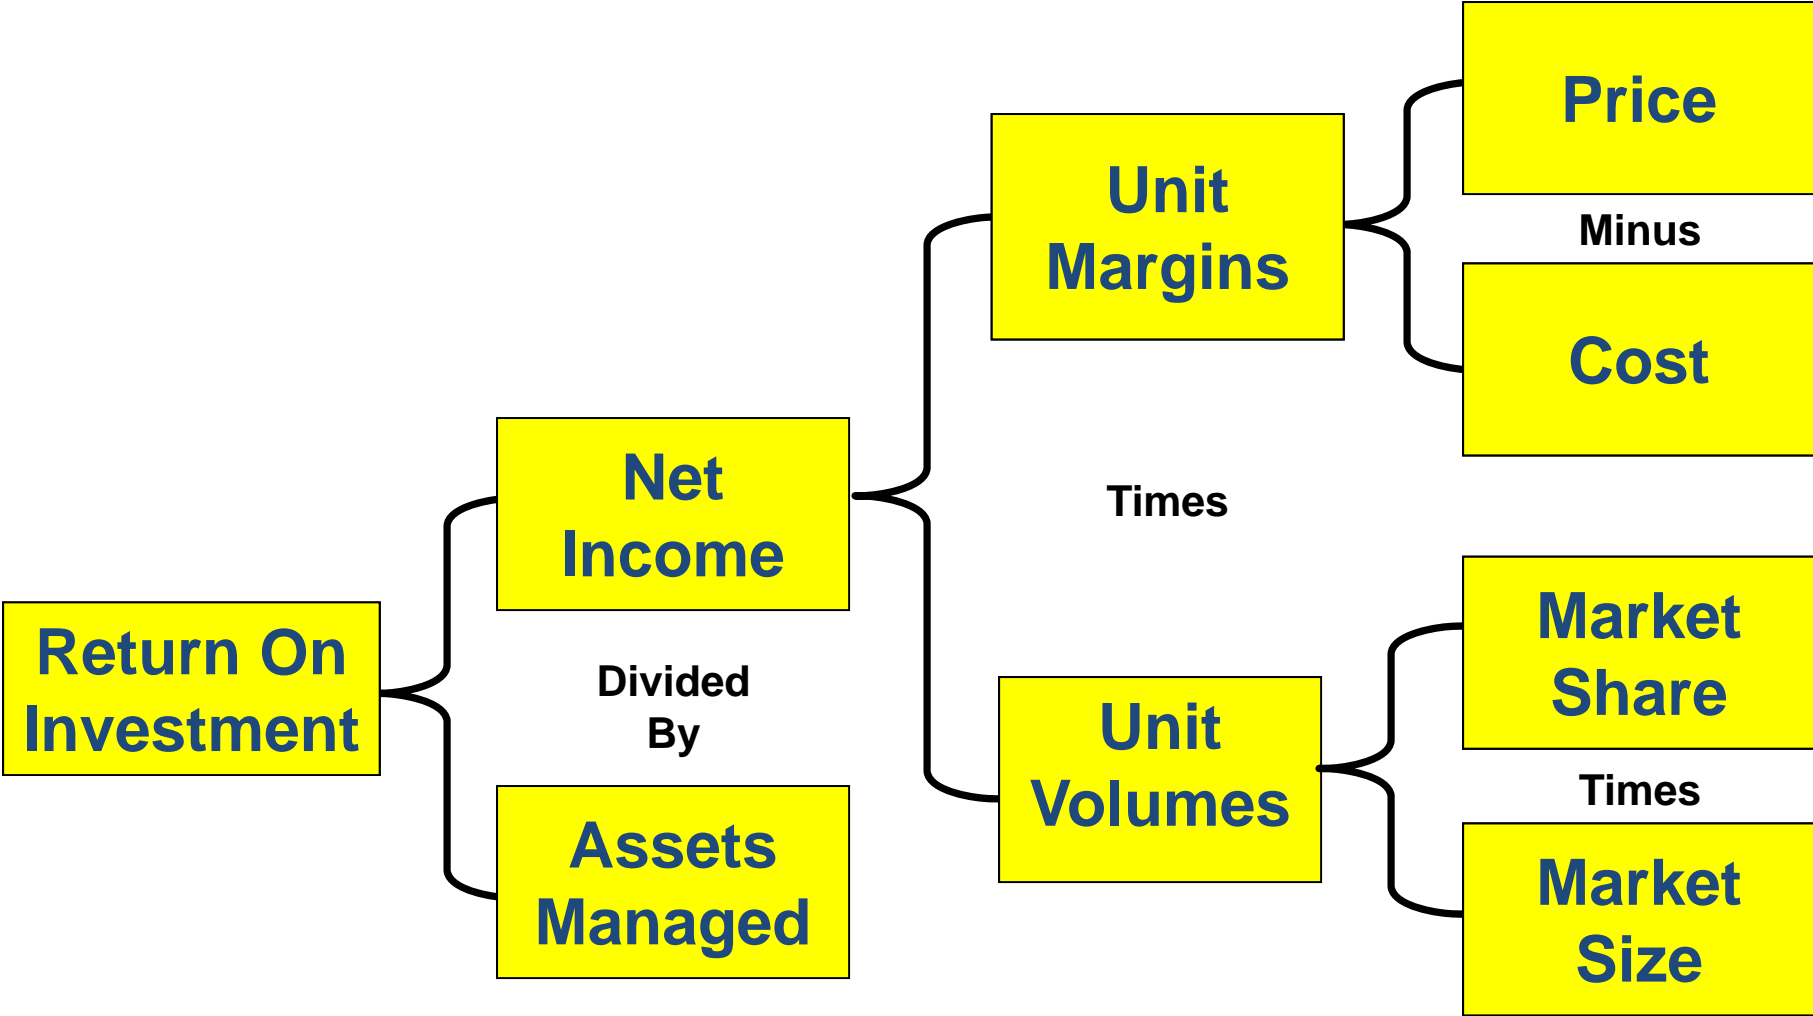 Return On
Investment
Net
Income
Divided
By
Assets
Managed
Unit
Margins
Times
Unit
Volumes
Price
Minus
Cost
Market
Share
Times
Market
Size